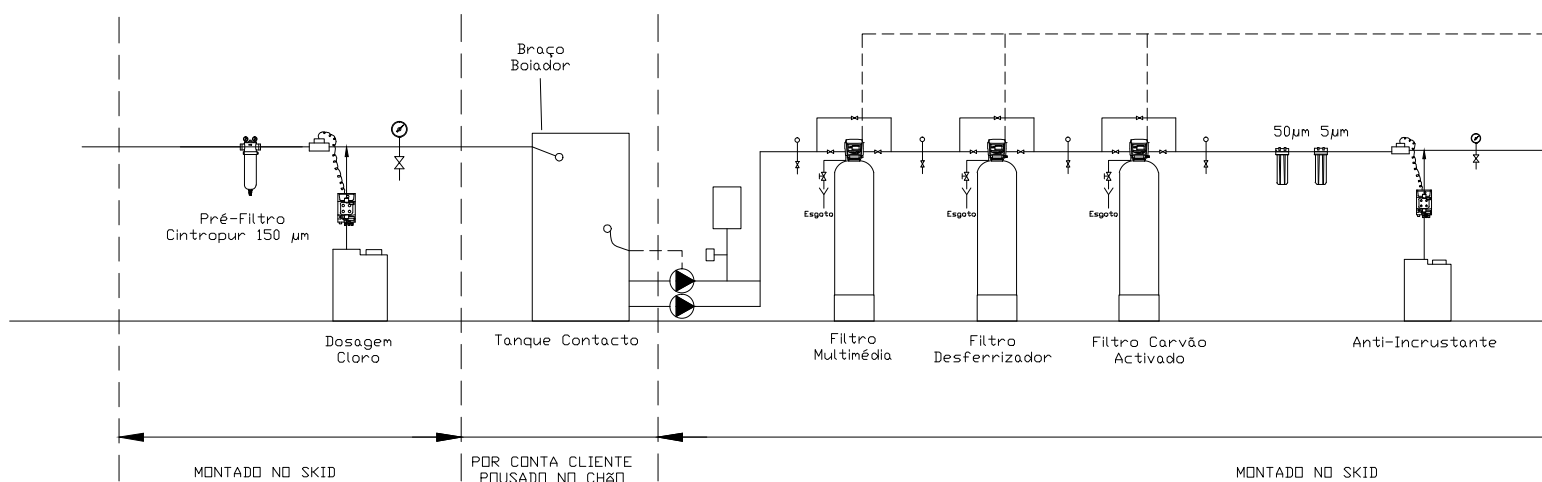 Braço
Boiador
50µm 5µm
Pré-Filtro
Cintropur 150 µm
Esgoto
Esgoto
Esgoto
Dosagem
Cloro
Tanque Contacto
Filtro
Multimédia
Filtro
Desferrizador
Filtro Carvão
Activado
Anti-Incrustante
MONTADO NO SKID
POR CONTA CLIENTE
POUSADO NO CHÃO
MONTADO NO SKID